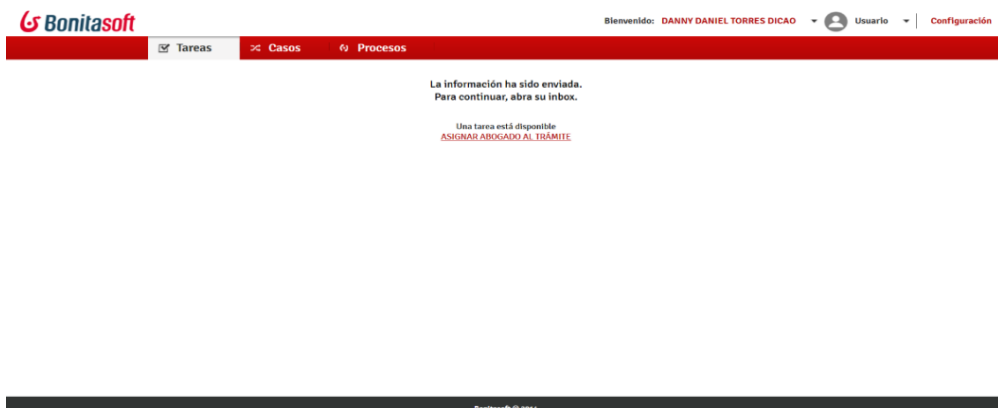 Bonitasoft
Bienvenido: DANNY DANIEL TORRES DICAO
Usuario
Configuración
Tareas
Casos
Procesos
La información ha sido enviada.
Para continuar, abra su inbox.
Una tarea está disponible
ASIGNAR ABOGADO AL TRÁMITE